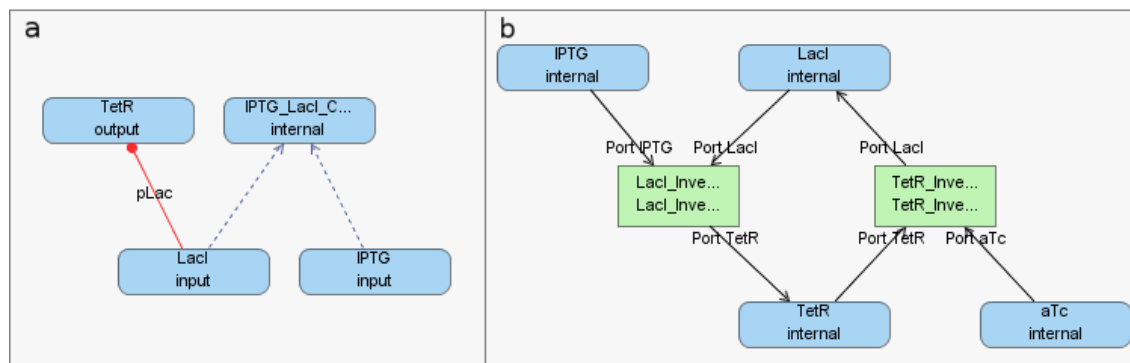 a
TetR
output
IPTG_LacI_C...
internal
pLac
LacI
input
IPTG
input
b
IPTG
internal
LacI
internal
Port IPTG
Port LacI
Port LacI
LacI_Inve...
LacI_Inve...
TetR_Inve...
TetR_Inve...
Port TetR
Port TetR
Port aTc
TetR
internal
aTc
internal